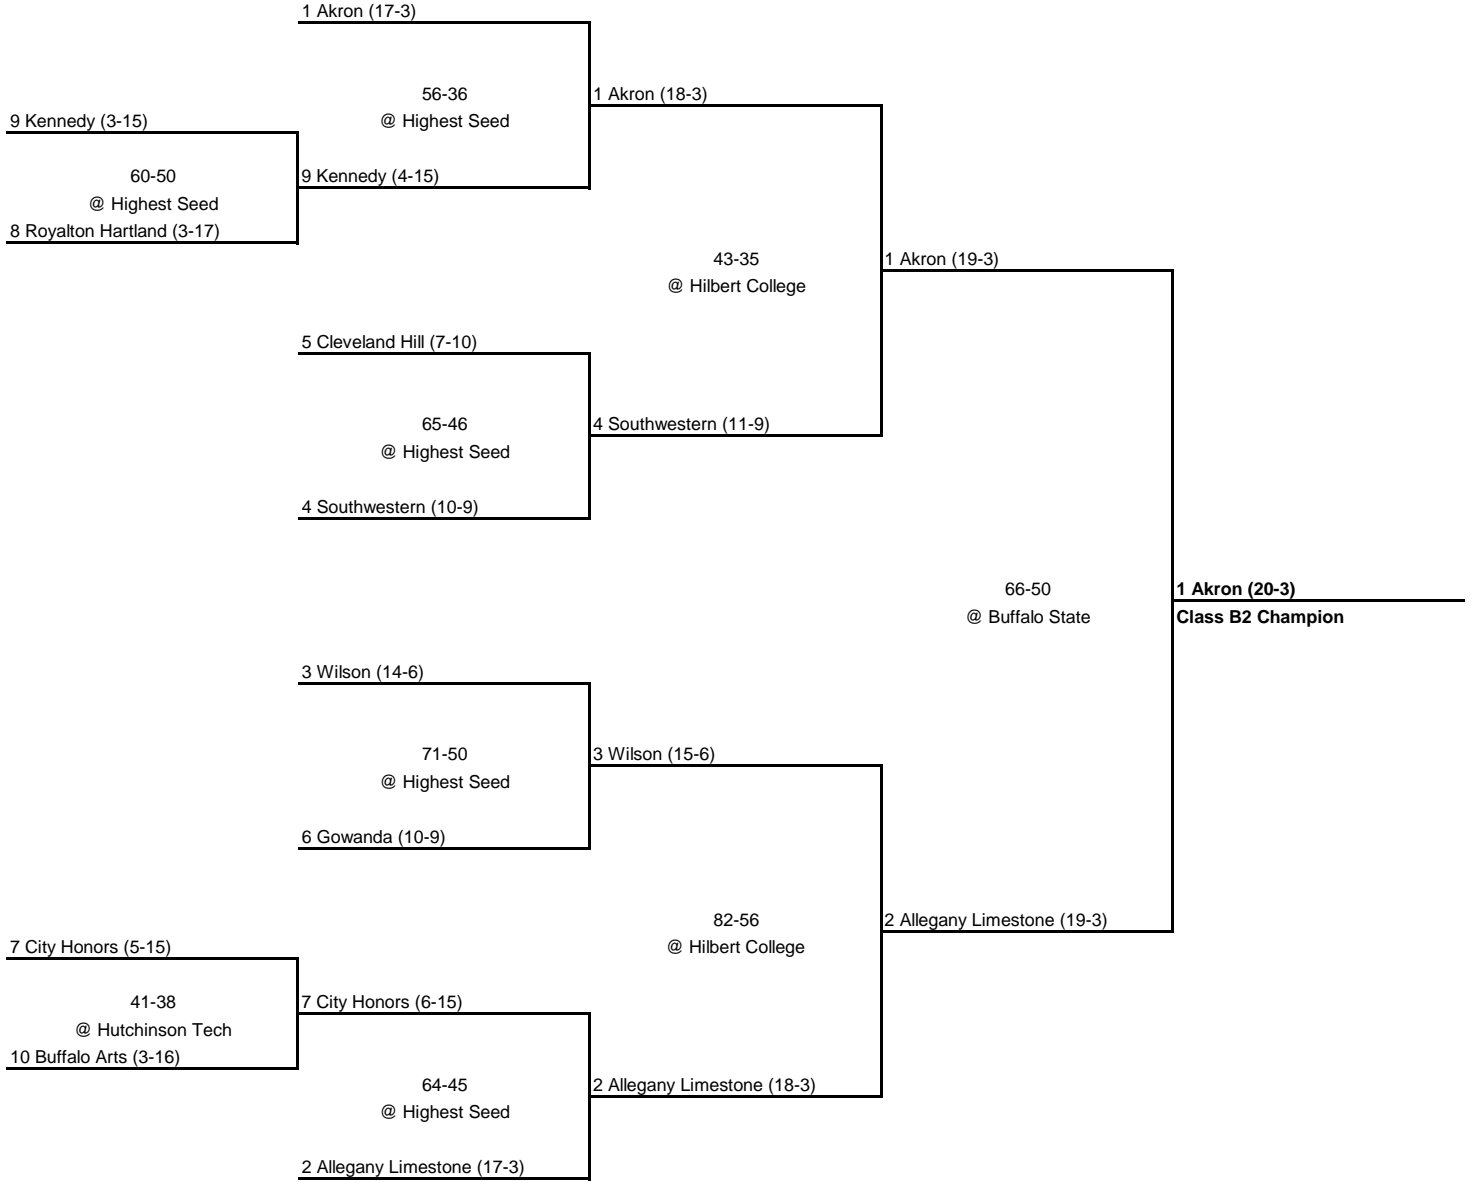 1 Akron (17-3)
56-36
@ Highest Seed
1 Akron (18-3)
9 Kennedy (3-15)
60-50
@ Highest Seed
9 Kennedy (4-15)
8 Royalton Hartland (3-17)
43-35
@ Hilbert College
1 Akron (19-3)
5 Cleveland Hill (7-10)
65-46
@ Highest Seed
4 Southwestern (11-9)
4 Southwestern (10-9)
66-50
@ Buffalo State
1 Akron (20-3)
Class B2 Champion
3 Wilson (14-6)
71-50
@ Highest Seed
3 Wilson (15-6)
6 Gowanda (10-9)
82-56
@ Hilbert College
2 Allegany Limestone (19-3)
7 City Honors (5-15)
41-38
@ Hutchinson Tech
7 City Honors (6-15)
10 Buffalo Arts (3-16)
64-45
@ Highest Seed
2 Allegany Limestone (18-3)
2 Allegany Limestone (17-3)